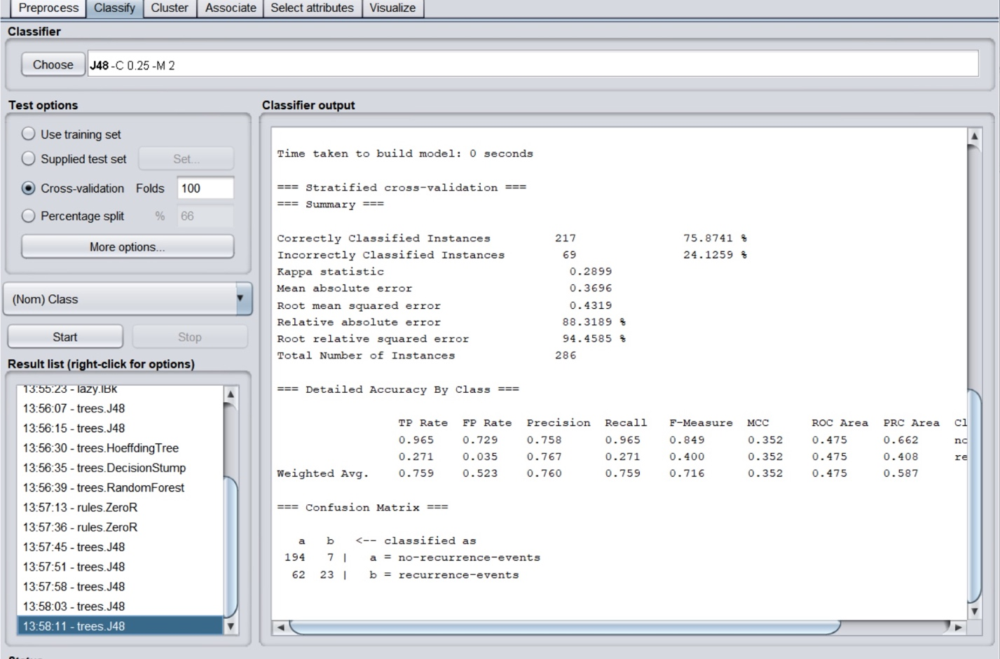 Preprocess Classify Cluster Associate Select attributes Visualize
Classifier
Choose J48 -C 0.25 -M 2
Test options
Use training set
Supplied test set Set...
Cross-validation Folds 100
Percentage split % 66
More options...
(Nom) Class
Start Stop
Result list (right-click for options)
13:55:23 - lazy.IBk
13:56:07 - trees.J48
13:56:15 - trees.J48
13:56:30 - trees.HoeffdingTree
13:56:35 - trees.DecisionStump
13:56:39 - trees.RandomForest
13:57:13 - rules.ZeroR
13:57:36 - rules.ZeroR
13:57:45 - trees.J48
13:57:51 - trees.J48
13:57:58 - trees.J48
13:58:03 - trees.J48
13:58:11 - trees.J48
Classifier output
Time taken to build model: 0 seconds
=== Stratified cross-validation ===
=== Summary ===
Correctly Classified Instances 217 75.8741 %
Incorrectly Classified Instances 69 24.1259 %
Kappa statistic 0.2899
Mean absolute error 0.3696
Root mean squared error 0.4319
Relative absolute error 88.3189 %
Root relative squared error 94.4585 %
Total Number of Instances 286
=== Detailed Accuracy By Class ===
TP Rate FP Rate Precision Recall F-Measure MCC ROC Area PRC Area Cl
0.965 0.729 0.758 0.965 0.849 0.352 0.475 0.662 no
0.271 0.035 0.767 0.271 0.400 0.352 0.475 0.408 re
Weighted Avg. 0.759 0.523 0.760 0.759 0.716 0.352 0.475 0.587
=== Confusion Matrix ===
a b <-- classified as
194 7 | a = no-recurrence-events
62 23 | b = recurrence-events